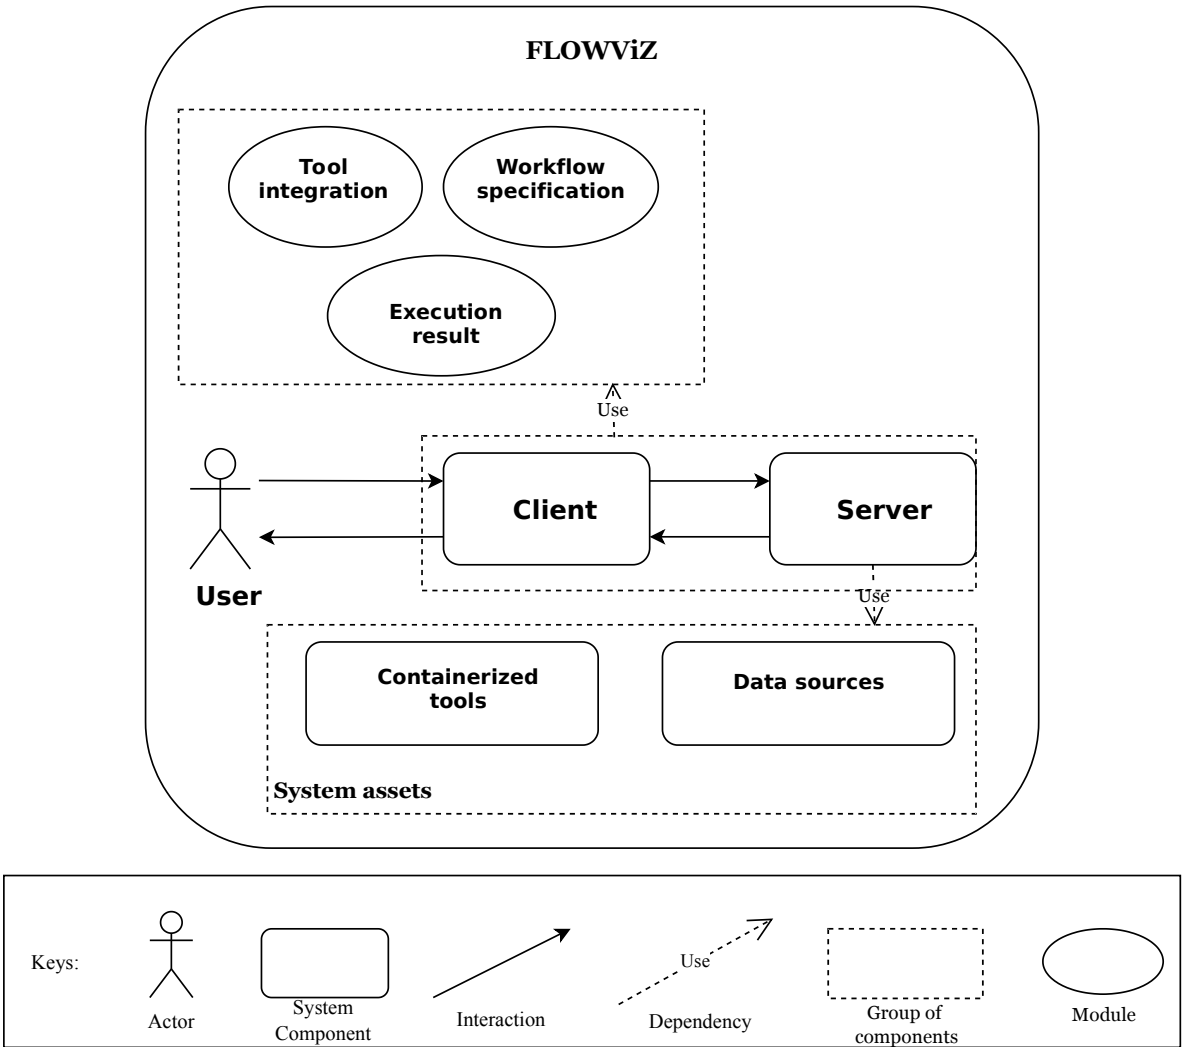 FLOWViZ
Tool
integration
Workflow
specification
Execution
result
Use
Client
Server
User
Use
Containerized
tools
Data sources
System assets
Keys:
Actor
System
Component
Interaction
Use
Dependency
Group of
components
Module